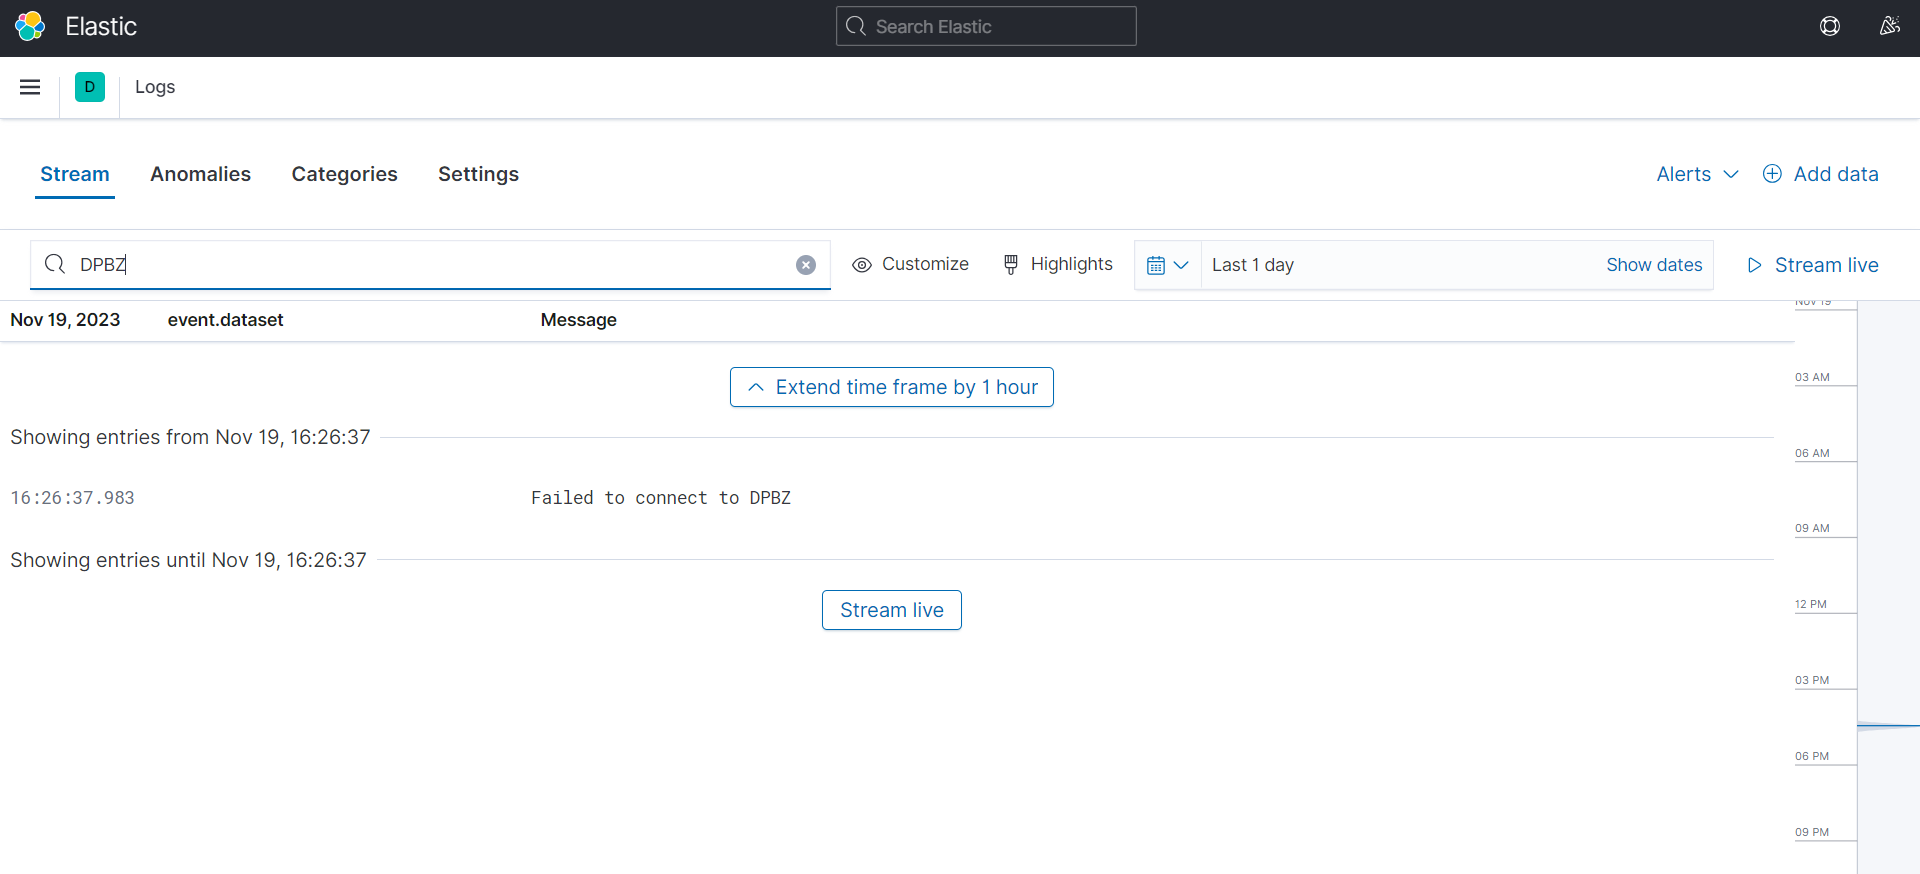 Elastic
Search Elastic
D
Logs
Stream Anomalies Categories Settings
Alerts Add data
DPBZ
Customize Highlights
Last 1 day Show dates
Stream live
Nov 19, 2023 event.dataset Message
Nov 19
Extend time frame by 1 hour
03 AM
Showing entries from Nov 19, 16:26:37
06 AM
16:26:37.983 Failed to connect to DPBZ
09 AM
Showing entries until Nov 19, 16:26:37
Stream live
12 PM
03 PM
06 PM
09 PM